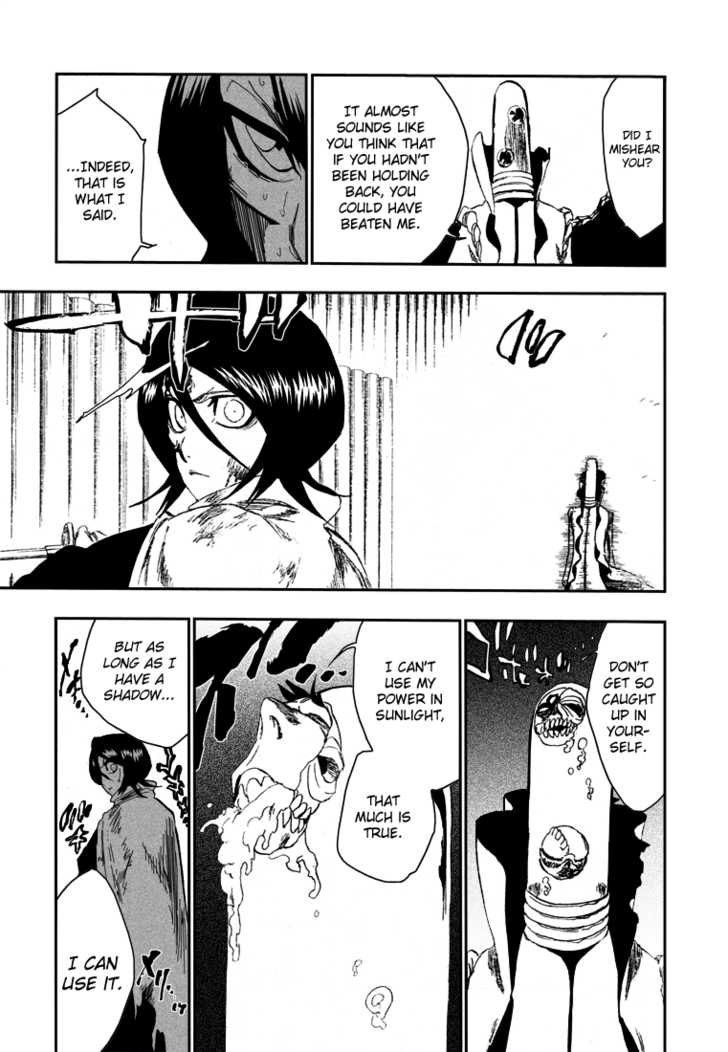 DID I
MISHEAR
YOU?
IT ALMOST
SOUNDS LIKE
YOU THINK THAT
IF YOU HADN'T
BEEN HOLDING
BACK, YOU
COULD HAVE
BEATEN ME.
...INDEED,
THAT IS
WHAT I
SAID.
DON'T
GET SO
CAUGHT
UP IN
YOUR-
SELF.
I CAN'T
USE MY
POWER IN
SUNLIGHT,
THAT
MUCH IS
TRUE.
BUT AS
LONG AS I
HAVE A
SHADOW...
I CAN
USE IT.